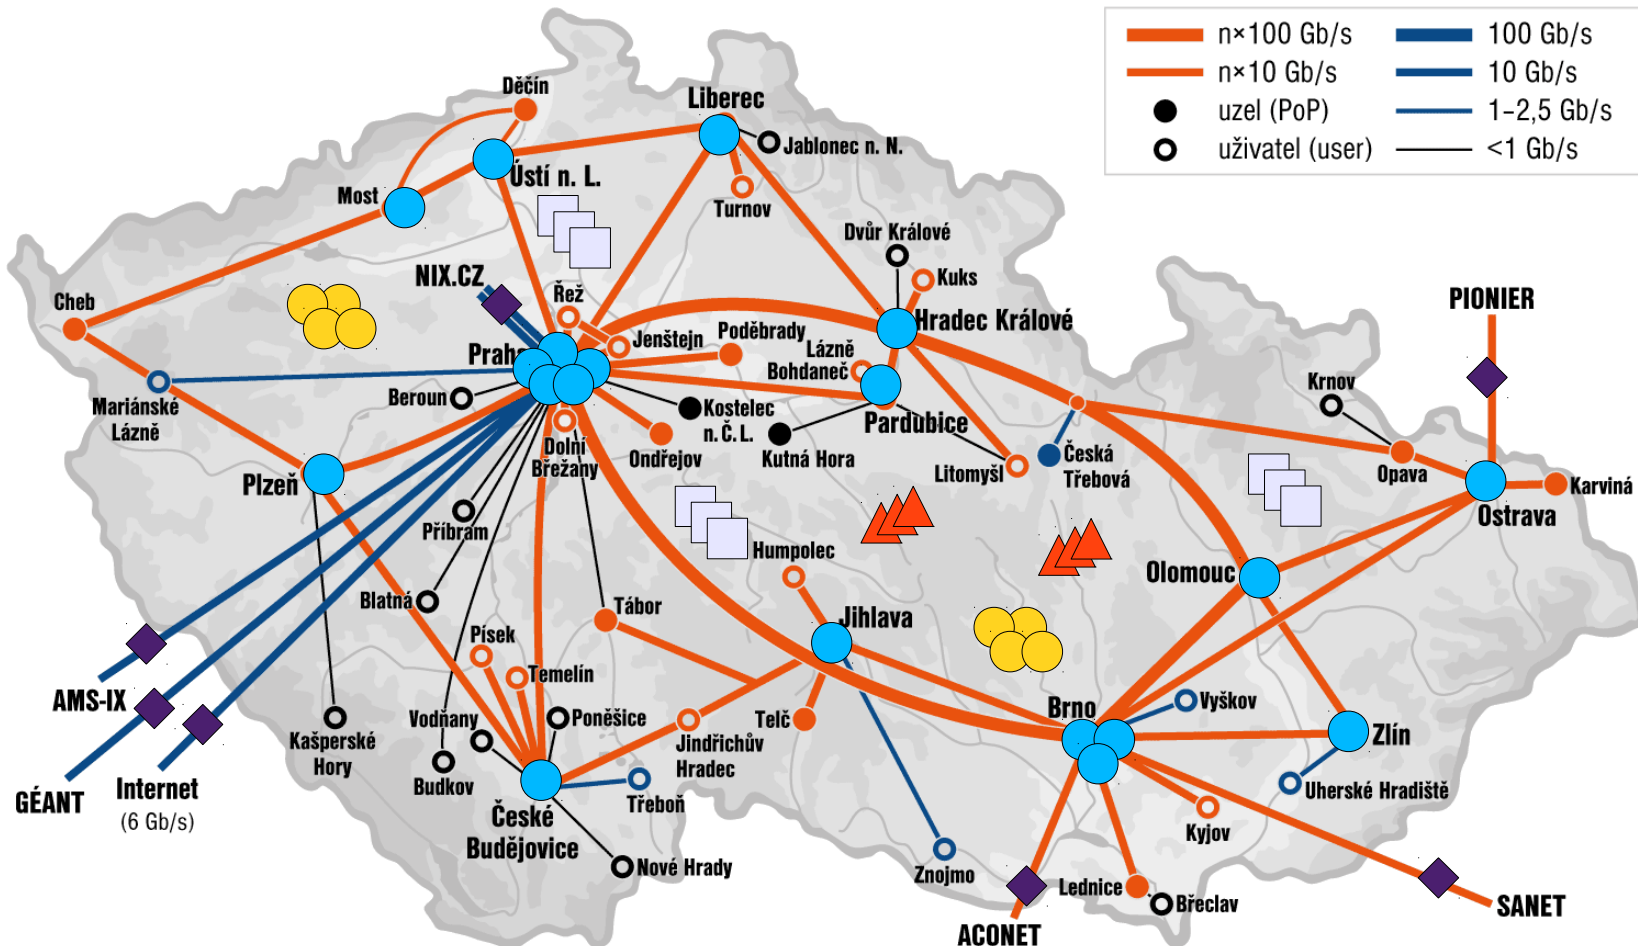 n×100 Gb/s
100 Gb/s
n×10 Gb/s
10 Gb/s
uzel (PoP)
1–2,5 Gb/s
uživatel (user)
<1 Gb/s
Děčín
Liberec
Jablonec n. N.
Ústí n. L.
Most
Turnov
Dvůr Králové
NIX.CZ
Kuks
Řež
Cheb
PIONIER
Hradec Králové
Jenštejn
Poděbrady
Praha
Lázně
Bohdaneč
Mariánské
Lázně
Beroun
Krnov
Kostelec
n. Č. L.
Pardubice
Dolní
Břežany
Ondřejov
Kutná Hora
Litomyšl
Česká
Třebová
Opava
Plzeň
Karviná
Ostrava
Příbram
Humpolec
Olomouc
Blatná
Tábor
Jihlava
Písek
Temelín
AMS-IX
Vodňany
Poněšice
Telč
Brno
Vyškov
Zlín
Kašperské
Hory
Jindřichův
Hradec
Budkov
Internet
(6 Gb/s)
GÉANT
Třeboň
Uherské Hradiště
České
Budějovice
Kyjov
Nové Hrady
Znojmo
Lednice
Břeclav
SANET
ACONET